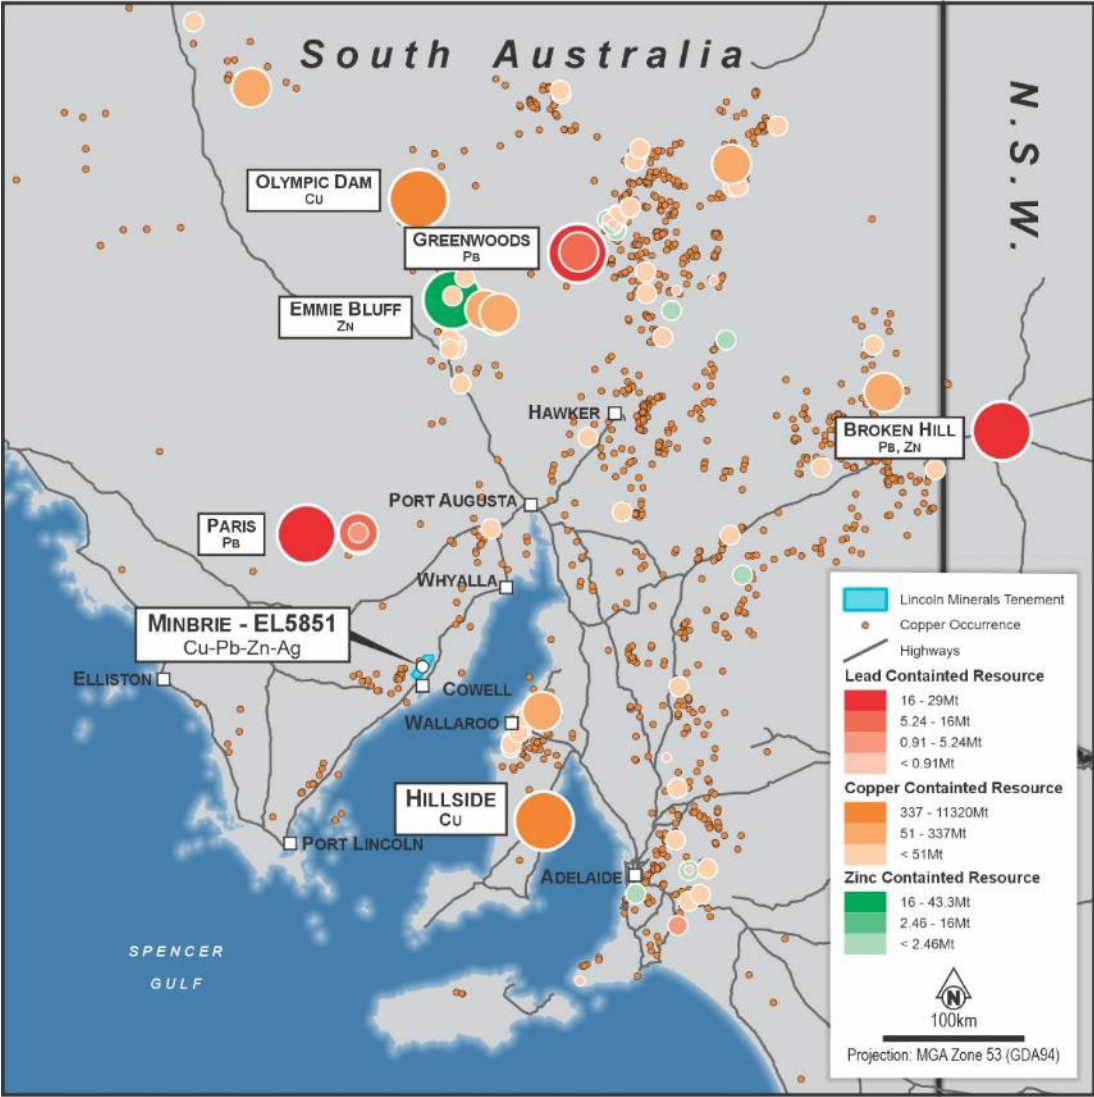 South Australia
N.S.W.
OLYMPIC DAM
CU
GREENWOODS
PB
EMMIE BLUFF
ZN
HAWKER
BROKEN HILL
PB, ZN
PORT AUGUSTA
PARIS
PB
WHYALLA
MINBRIE - EL5851
Cu-Pb-Zn-Ag
ELLISTON
COWELL
WALLAROO
HILLSIDE
CU
PORT LINCOLN
ADELAIDE
SPENCER
GULF
Lincoln Minerals Tenement
Copper Occurrence
Highways
Lead Containted Resource
16 - 29Mt
5.24 - 16Mt
0.91 - 5.24Mt
< 0.91Mt
Copper Containted Resource
337 - 11320Mt
51 - 337Mt
< 51Mt
Zinc Containted Resource
16 - 43.3Mt
2.46 - 16Mt
< 2.46Mt
N
100km
Projection: MGA Zone 53 (GDA94)